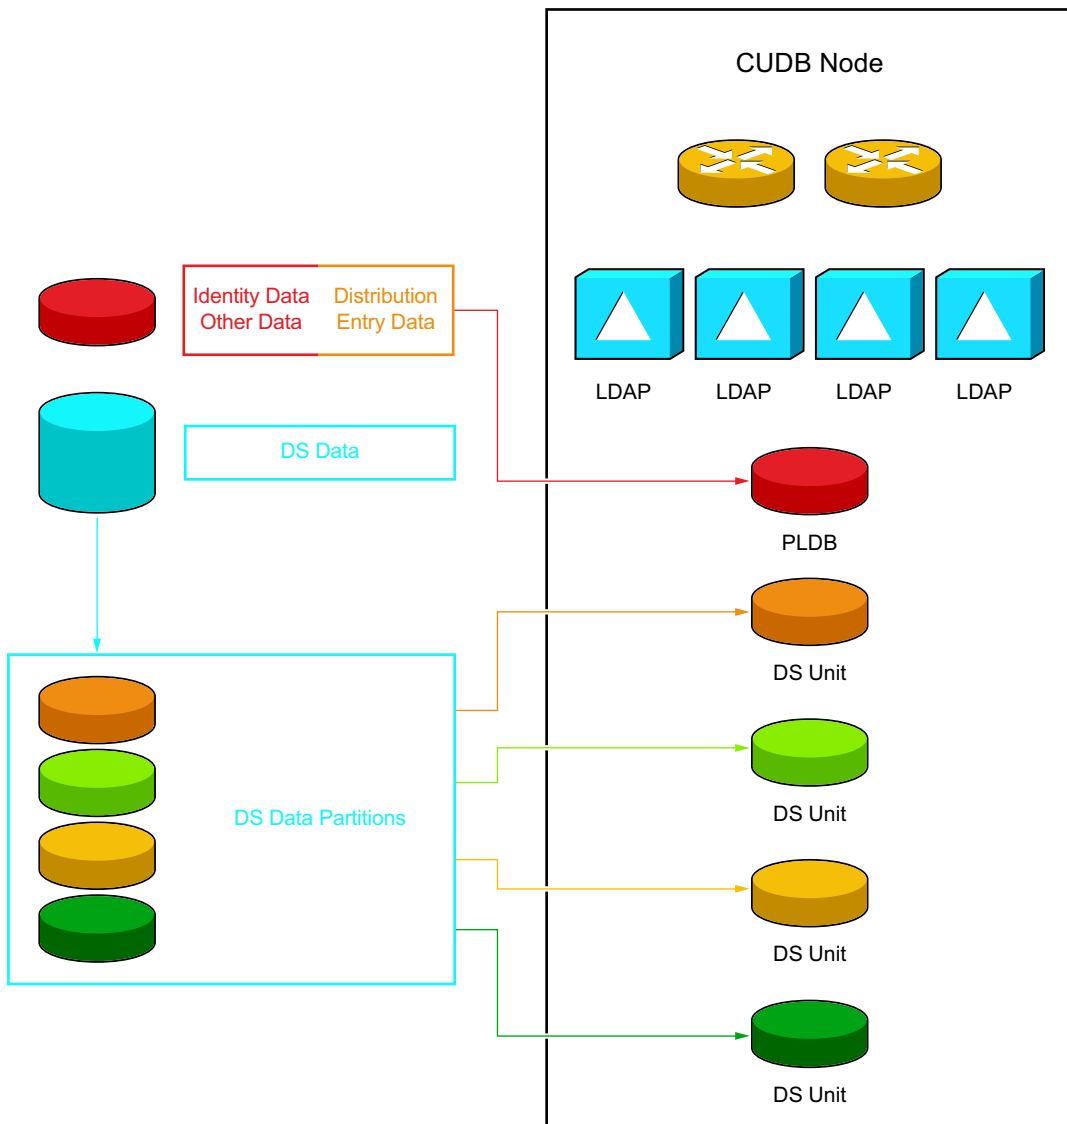 CUDB Node
Identity Data
Other Data
Distribution
Entry Data
LDAP
LDAP
LDAP
LDAP
DS Data
PLDB
DS Unit
DS Data Partitions
DS Unit
DS Unit
DS Unit